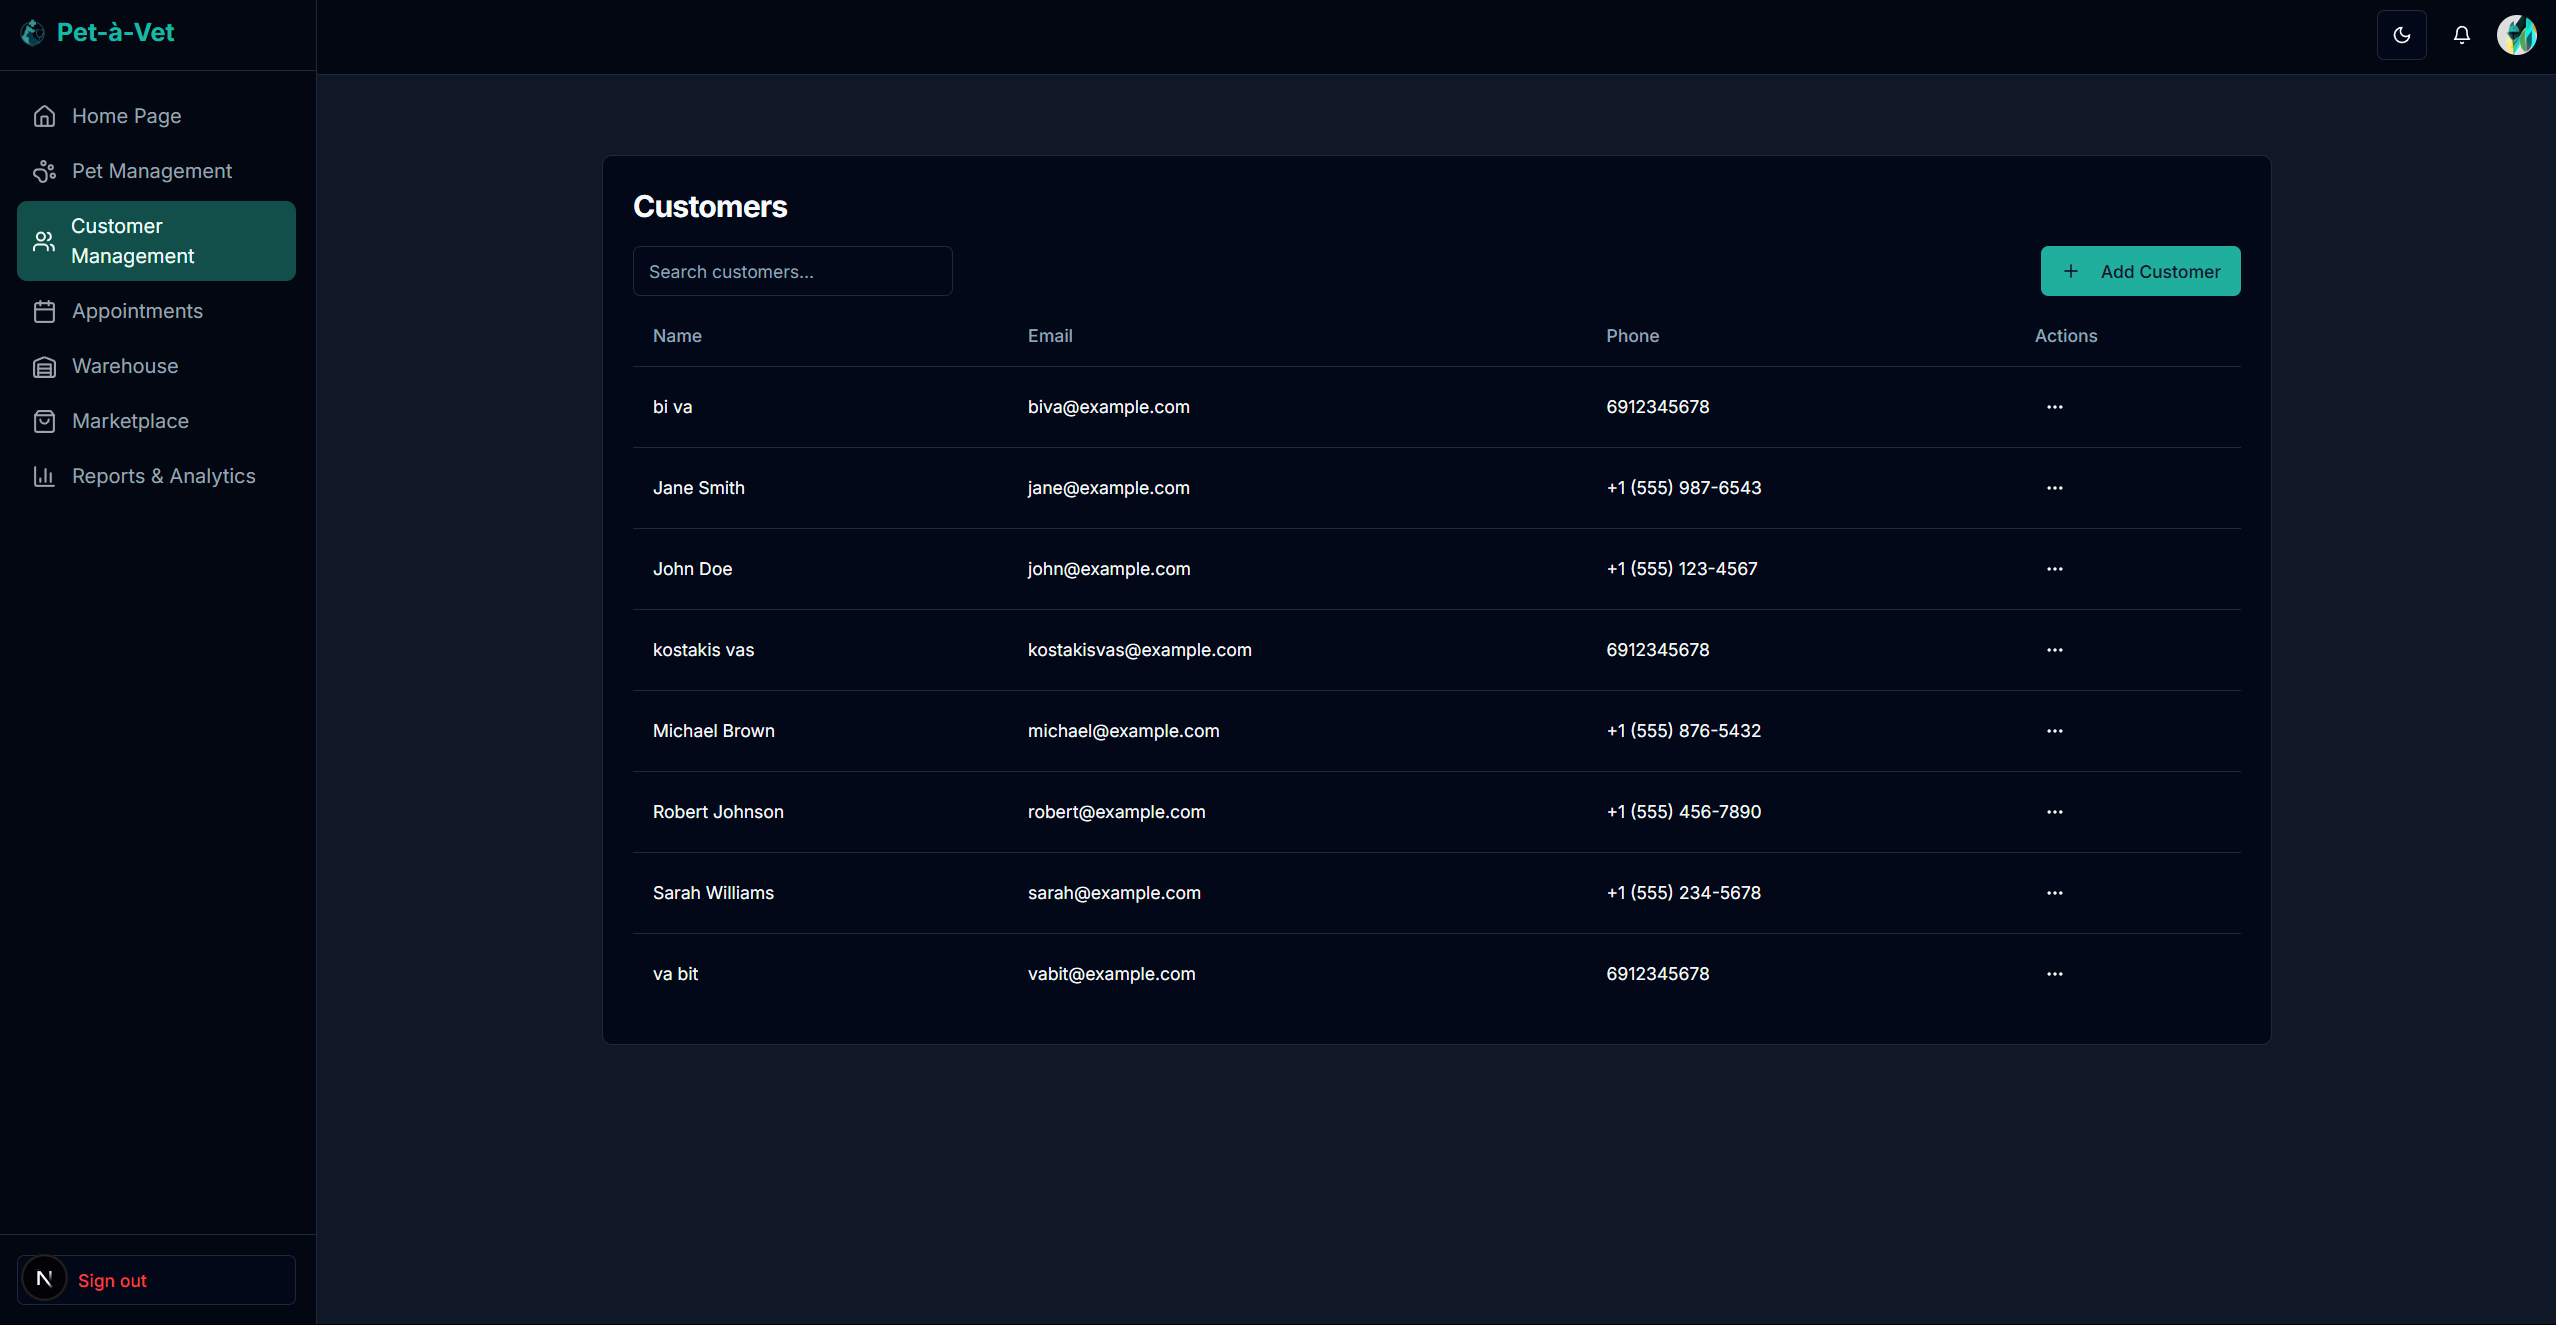 Pet-à-Vet
Home Page
Pet Management
Customer
Management
Appointments
Warehouse
Marketplace
Reports & Analytics
N Sign out
Customers
Search customers...
+ Add Customer
Name Email Phone Actions
bi va biva@example.com 6912345678 ...
Jane Smith jane@example.com +1 (555) 987-6543 ...
John Doe john@example.com +1 (555) 123-4567 ...
kostakis vas kostakisvas@example.com 6912345678 ...
Michael Brown michael@example.com +1 (555) 876-5432 ...
Robert Johnson robert@example.com +1 (555) 456-7890 ...
Sarah Williams sarah@example.com +1 (555) 234-5678 ...
va bit vabit@example.com 6912345678 ...